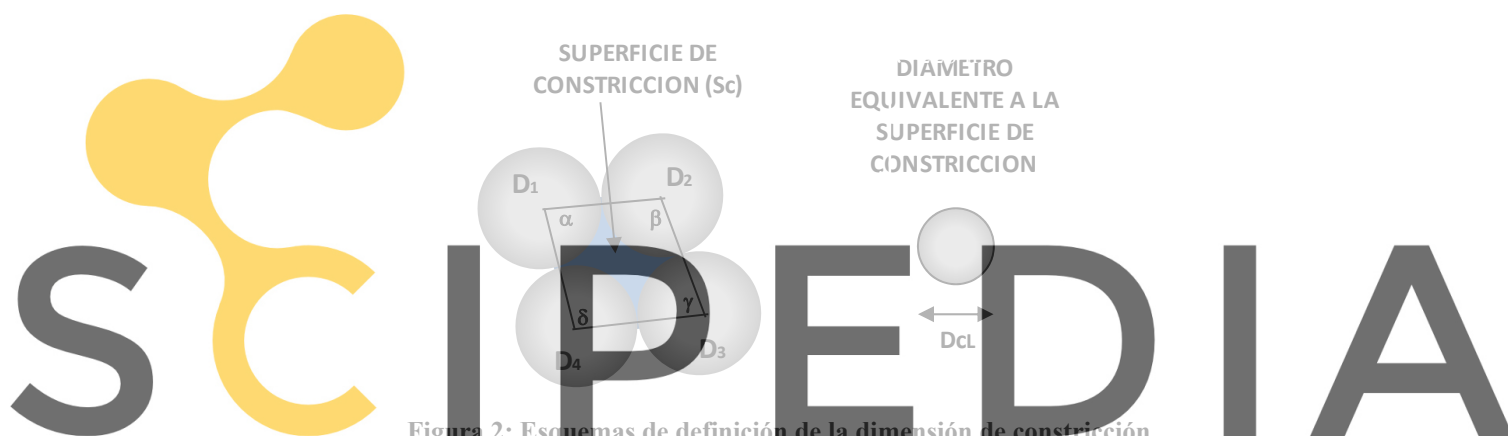 SUPERFICIE DE
CONSTRICCION (Sc)
DIAMETRO
EQUIVALENTE A LA
SUPERFICIE DE
CONSTRICCION
D1
D2
α
β
δ
γ
D4
D3
DCL
SCIPEDIA
Figura 2: Esquemas de definición de la dimensión de constricción